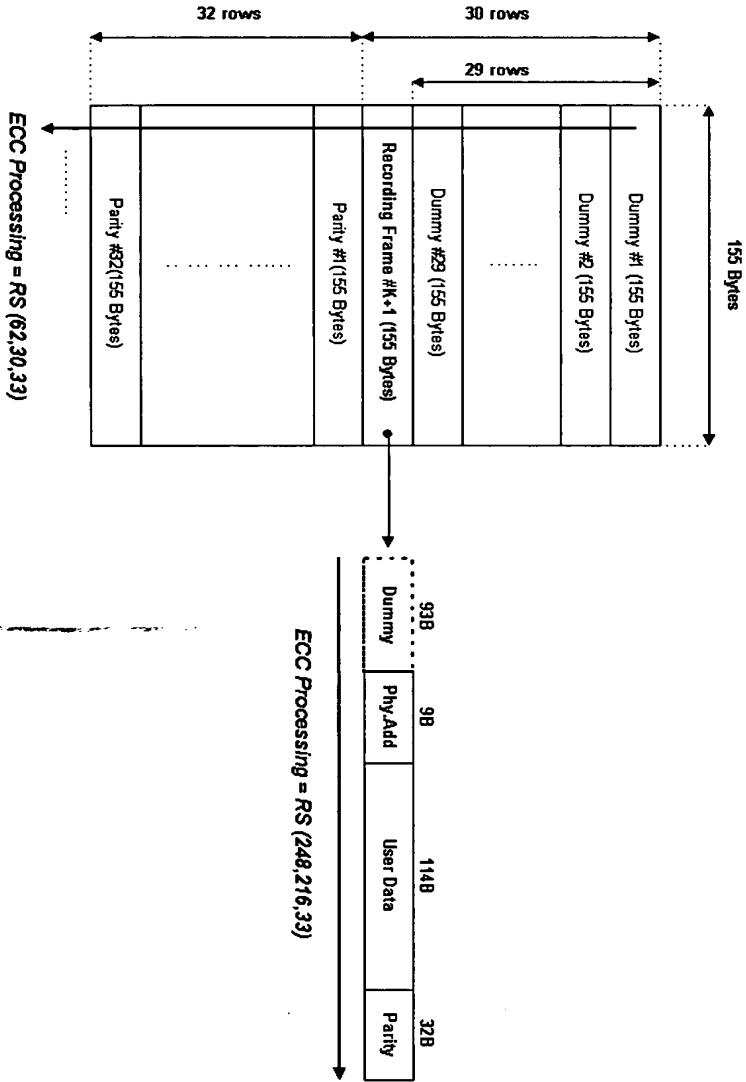 155 Bytes
30 rows
32 rows
29 rows
Dummy #1 (155 Bytes)
Dummy #2 (155 Bytes)
.........
Dummy #29 (155 Bytes)
Recording Frame #K+1 (155 Bytes)
Parity #1(155 Bytes)
... ... ... ...
Parity #32(155 Bytes)
.........
ECC Processing = RS (62,30,33)
93B
9B
114B
32B
Dummy
Phy.Add
User Data
Parity
ECC Processing = RS (248,216,33)